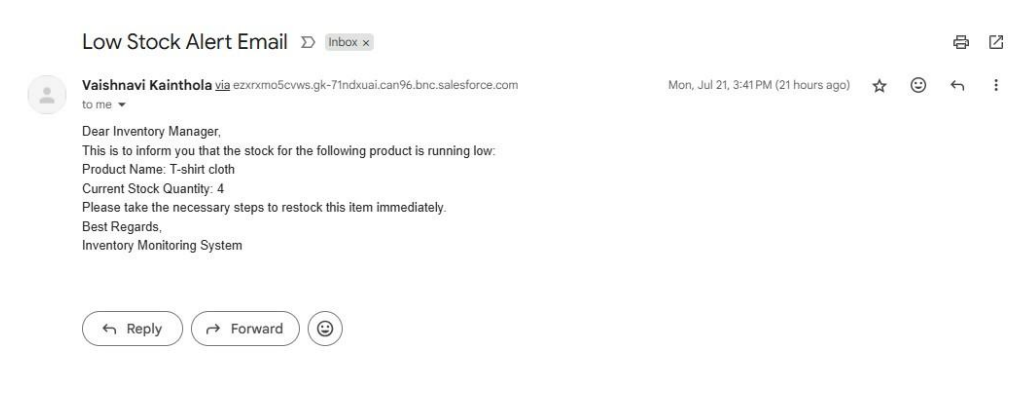 Low Stock Alert Email Inbox x
Vaishnavi Kainthola via ezxrxmo5cvws.gk-71ndxuai.can96.bnc.salesforce.com Mon, Jul 21, 3:41 PM (21 hours ago)
to me
Dear Inventory Manager,
This is to inform you that the stock for the following product is running low:
Product Name: T-shirt cloth
Current Stock Quantity: 4
Please take the necessary steps to restock this item immediately.
Best Regards,
Inventory Monitoring System
Reply Forward